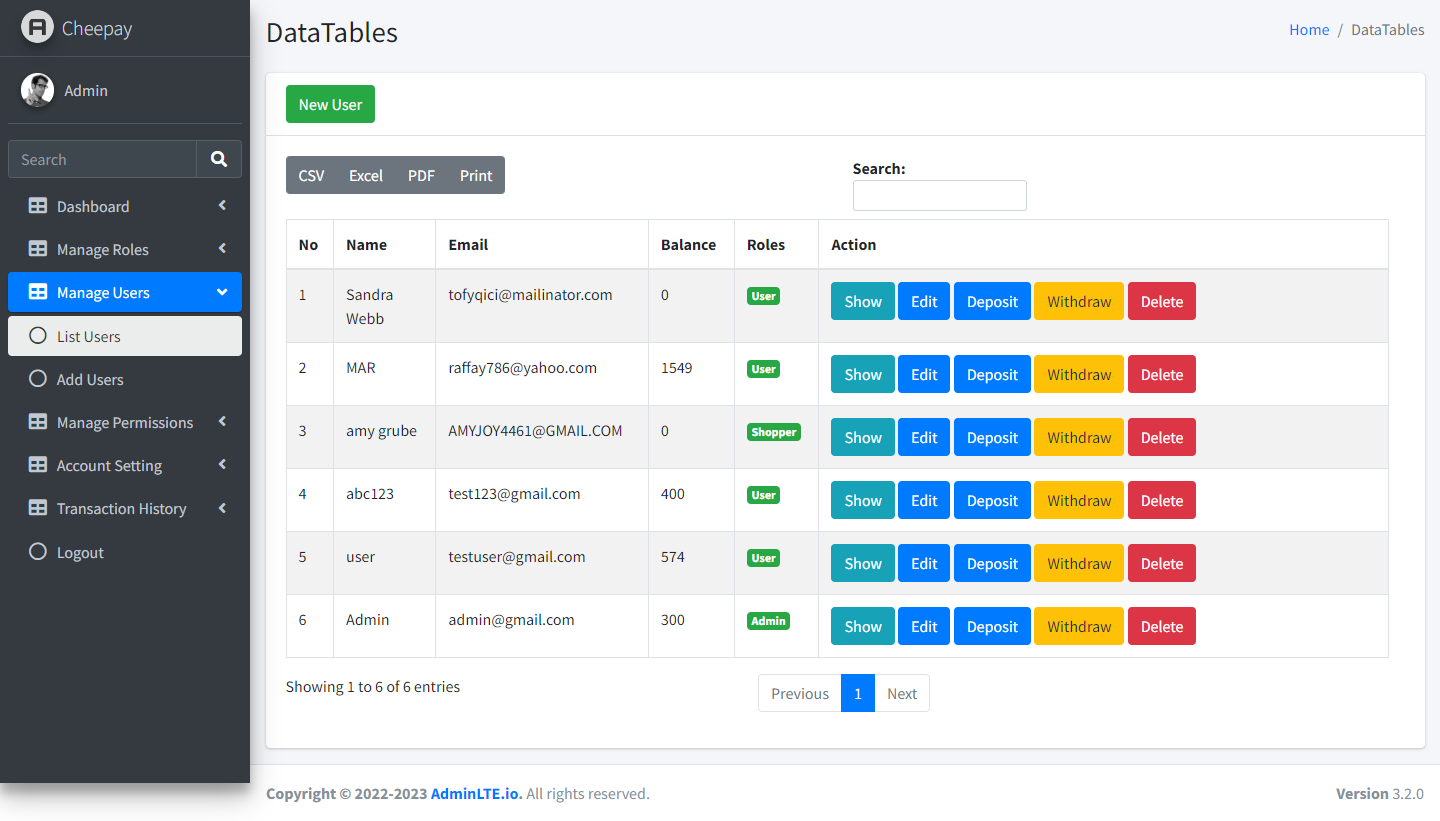 Cheepay
Admin
Search
Dashboard
Manage Roles
Manage Users
List Users
Add Users
Manage Permissions
Account Setting
Transaction History
Logout
DataTables
Home / DataTables
New User
CSV Excel PDF Print
Search:
No Name Email Balance Roles Action
1 Sandra Webb tofyqici@mailinator.com 0 User Show Edit Deposit Withdraw Delete
2 MAR raffay786@yahoo.com 1549 User Show Edit Deposit Withdraw Delete
3 amy grube AMYJOY4461@GMAIL.COM 0 Shopper Show Edit Deposit Withdraw Delete
4 abc123 test123@gmail.com 400 User Show Edit Deposit Withdraw Delete
5 user testuser@gmail.com 574 User Show Edit Deposit Withdraw Delete
6 Admin admin@gmail.com 300 Admin Show Edit Deposit Withdraw Delete
Showing 1 to 6 of 6 entries
Previous 1 Next
Copyright © 2022-2023 AdminLTE.io. All rights reserved.
Version 3.2.0